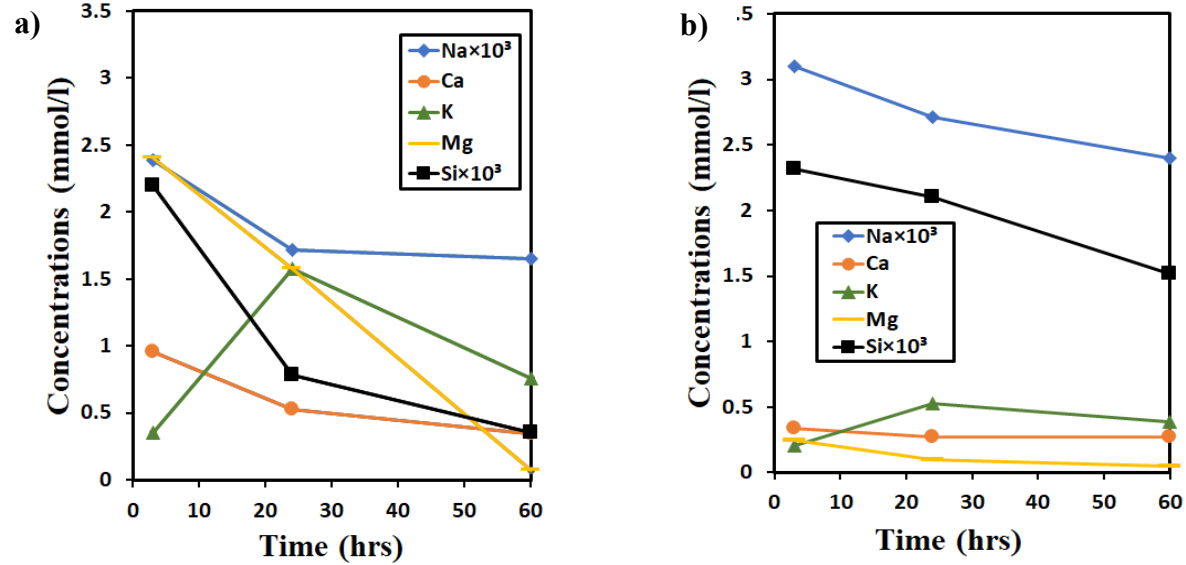 a)
Concentrations (mmol/l)
3.5
3
2.5
2
1.5
1
0.5
0
0
10
20
30
40
50
60
Time (hrs)
Na×10³
Ca
K
Mg
Si×10³
b)
Concentrations (mmol/l)
.5
3
2.5
2
1.5
1
0.5
0
0
10
20
30
40
50
60
Time (hrs)
Na×10³
Ca
K
Mg
Si×10³